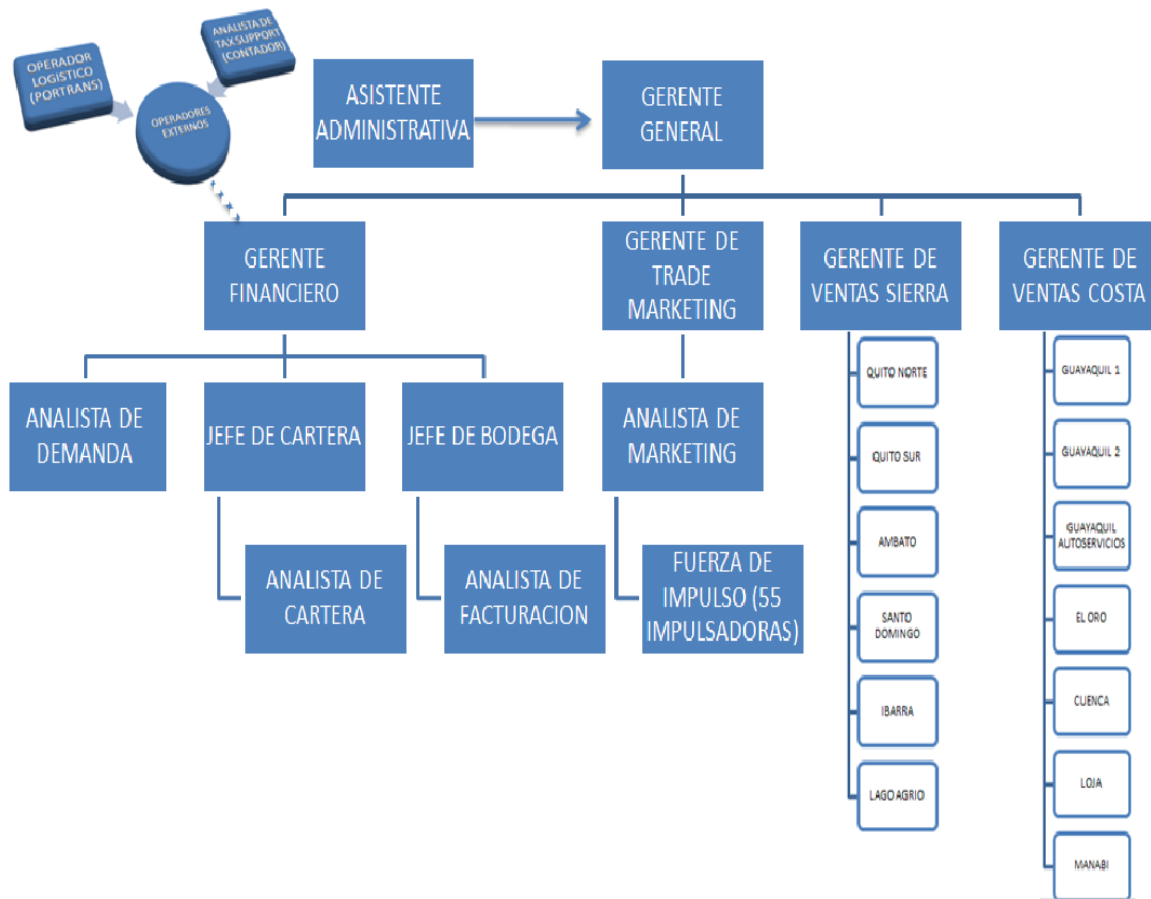 OPERADOR
LOGÍSTICO
(PORTRANS)
ANALISTA DE
TAX SUPPORT
(CONTADOR)
OPERADORES
EXTERNOS
ASISTENTE
ADMINISTRATIVA
GERENTE
GENERAL
GERENTE
FINANCIERO
GERENTE DE
TRADE
MARKETING
GERENTE DE
VENTAS SIERRA
GERENTE DE
VENTAS COSTA
ANALISTA DE
DEMANDA
JEFE DE CARTERA
JEFE DE BODEGA
ANALISTA DE
MARKETING
ANALISTA DE
CARTERA
ANALISTA DE
FACTURACION
FUERZA DE
IMPULSO (55
IMPULSADORAS)
QUITO NORTE
QUITO SUR
AMBATO
SANTO
DOMINGO
IBARRA
LAGO AGRIO
GUAYAQUIL 1
GUAYAQUIL 2
GUAYAQUIL
AUTOSERVICIOS
EL ORO
CUENCA
LOJA
MANABI